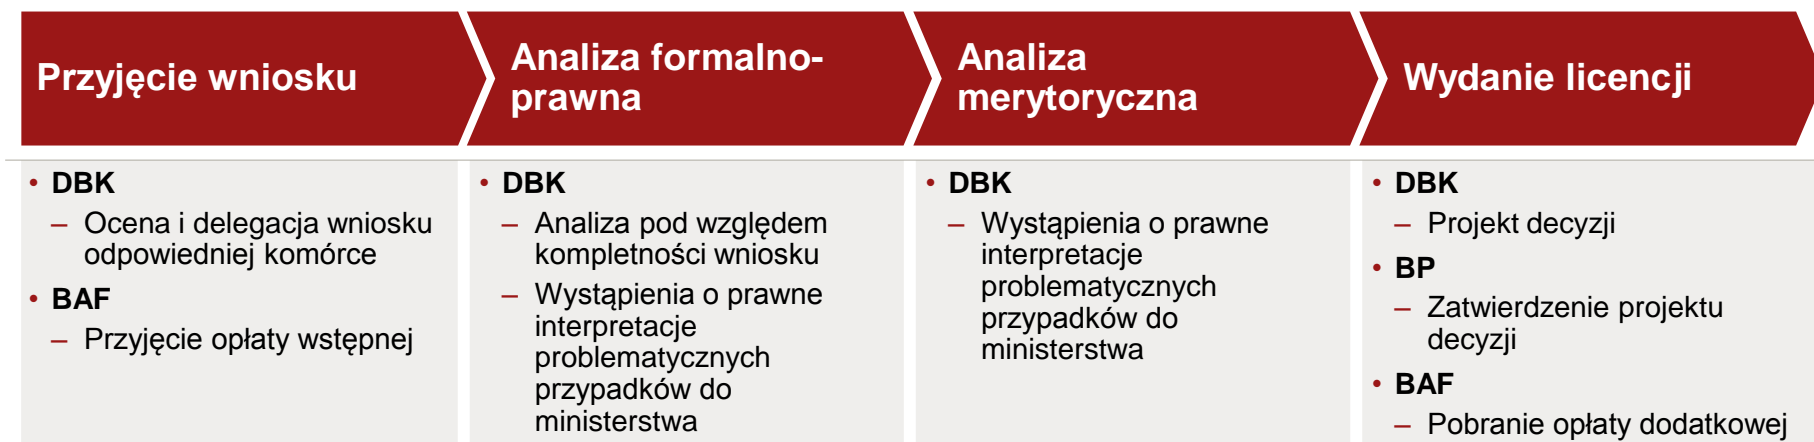 Przyjęcie wniosku
Analiza formalno-
prawna
Analiza
merytoryczna
Wydanie licencji
• DBK
– Ocena i delegacja wniosku
odpowiedniej komórce
• BAF
– Przyjęcie opłaty wstępnej
• DBK
– Analiza pod względem
kompletności wniosku
– Wystąpienia o prawne
interpretacje
problematycznych
przypadków do
ministerstwa
• DBK
– Wystąpienia o prawne
interpretacje
problematycznych
przypadków do
ministerstwa
• DBK
– Projekt decyzji
• BP
– Zatwierdzenie projektu
decyzji
• BAF
– Pobranie opłaty dodatkowej